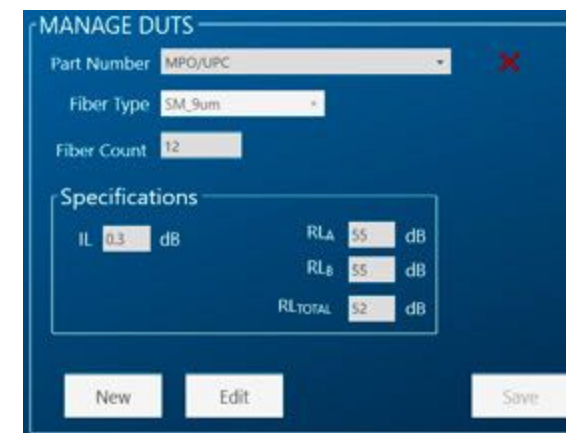 MANAGE DUTS
Part Number MPO/UPC
Fiber Type SM_9um
Fiber Count 12
Specifications
IL 0.3 dB RLA 55 dB
RLB 55 dB
RLTOTAL 52 dB
New Edit Save